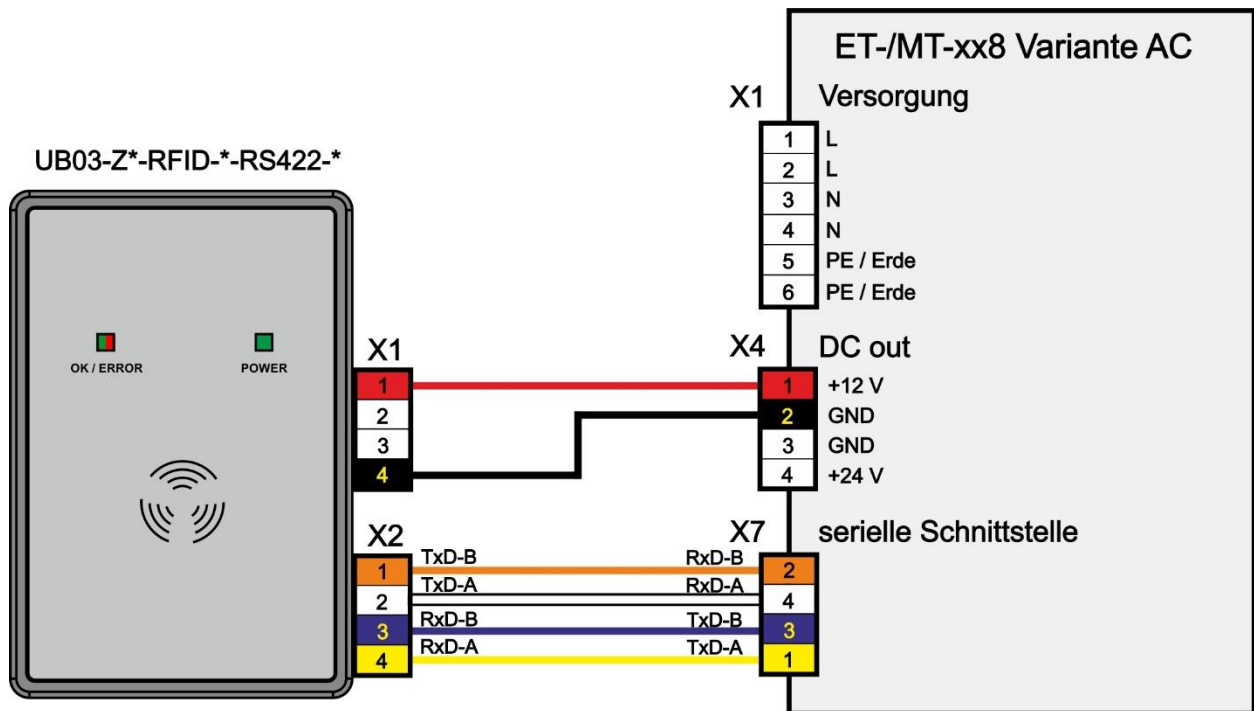 ET-/MT-xx8 Variante AC
X1 Versorgung
1 L
2 L
3 N
4 N
5 PE / Erde
6 PE / Erde
UB03-Z*-RFID-*-RS422-*
OK / ERROR
POWER
X1
1
2
3
4
X4 DC out
1 +12 V
2 GND
3 GND
4 +24 V
X2
X7 serielle Schnittstelle
1 TxD-B RxD-B 2
2 TxD-A RxD-A 4
3 RxD-B TxD-B 3
4 RxD-A TxD-A 1